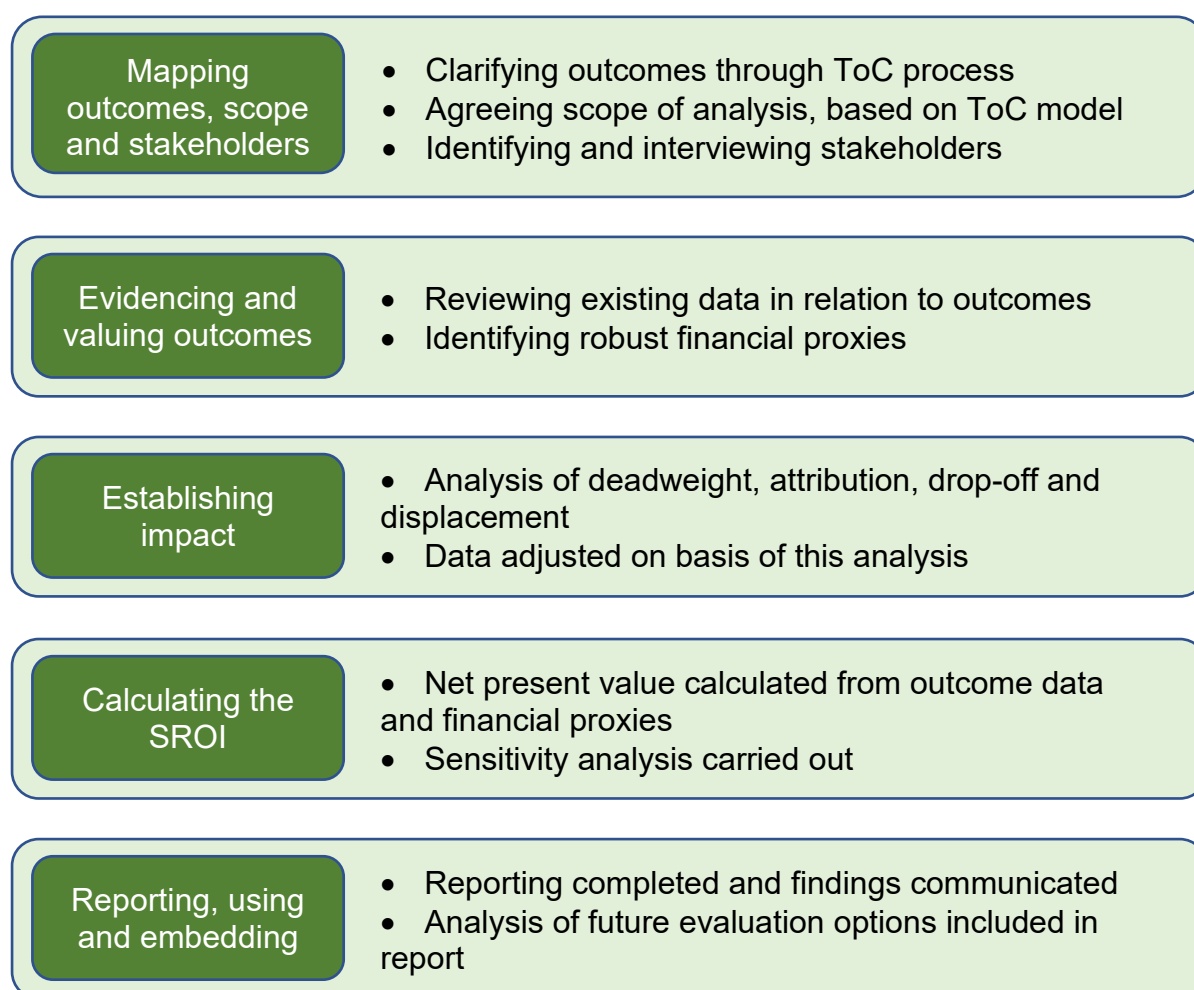 Mapping
outcomes, scope
and stakeholders
• Clarifying outcomes through ToC process
• Agreeing scope of analysis, based on ToC model
• Identifying and interviewing stakeholders
Evidencing and
valuing outcomes
• Reviewing existing data in relation to outcomes
• Identifying robust financial proxies
Establishing
impact
• Analysis of deadweight, attribution, drop-off and
displacement
• Data adjusted on basis of this analysis
Calculating the
SROI
• Net present value calculated from outcome data
and financial proxies
• Sensitivity analysis carried out
Reporting, using
and embedding
• Reporting completed and findings communicated
• Analysis of future evaluation options included in
report